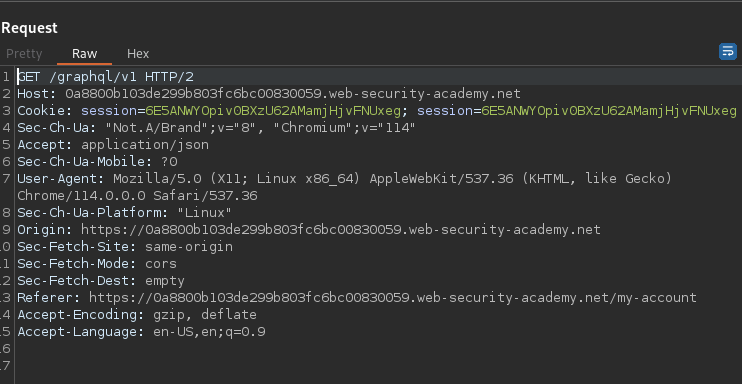 Request
Pretty Raw Hex
1 GET /graphql/v1 HTTP/2
2 Host: 0a8800b103de299b803fc6bc00830059.web-security-academy.net
3 Cookie: session=6E5ANWYOpiv0BXzU62AMamjHjvFNUxeg; session=6E5ANWYOpiv0BXzU62AMamjHjvFNUxeg
4 Sec-Ch-Ua: "Not.A/Brand";v="8", "Chromium";v="114"
5 Accept: application/json
6 Sec-Ch-Ua-Mobile: ?0
7 User-Agent: Mozilla/5.0 (X11; Linux x86_64) AppleWebKit/537.36 (KHTML, like Gecko)
Chrome/114.0.0.0 Safari/537.36
8 Sec-Ch-Ua-Platform: "Linux"
9 Origin: https://0a8800b103de299b803fc6bc00830059.web-security-academy.net
10 Sec-Fetch-Site: same-origin
11 Sec-Fetch-Mode: cors
12 Sec-Fetch-Dest: empty
13 Referer: https://0a8800b103de299b803fc6bc00830059.web-security-academy.net/my-account
14 Accept-Encoding: gzip, deflate
15 Accept-Language: en-US,en;q=0.9
16
17